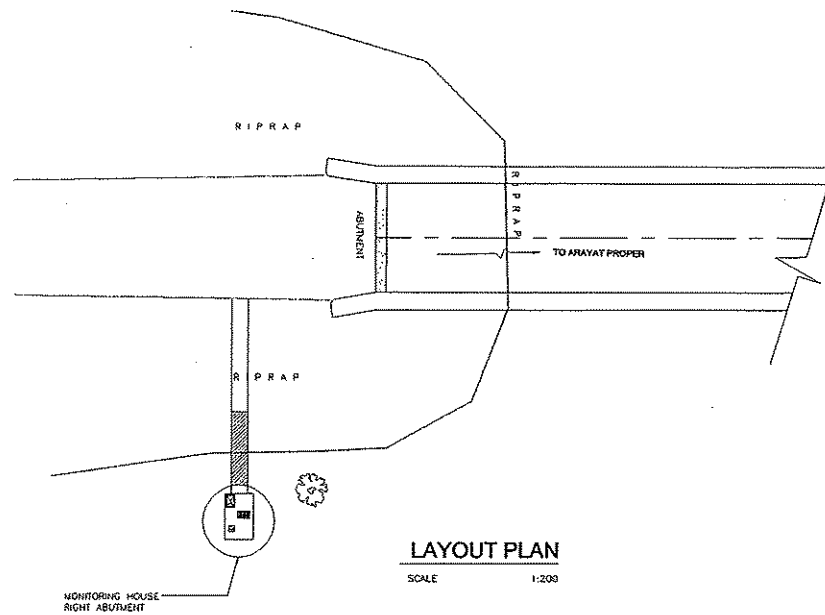 RIPRAP
RIPRAP
ABUTMENT
TO ARAYAT PROPER
RIPRAP
LAYOUT PLAN
SCALE 1:200
MONITORING HOUSE
RIGHT ABUTMENT